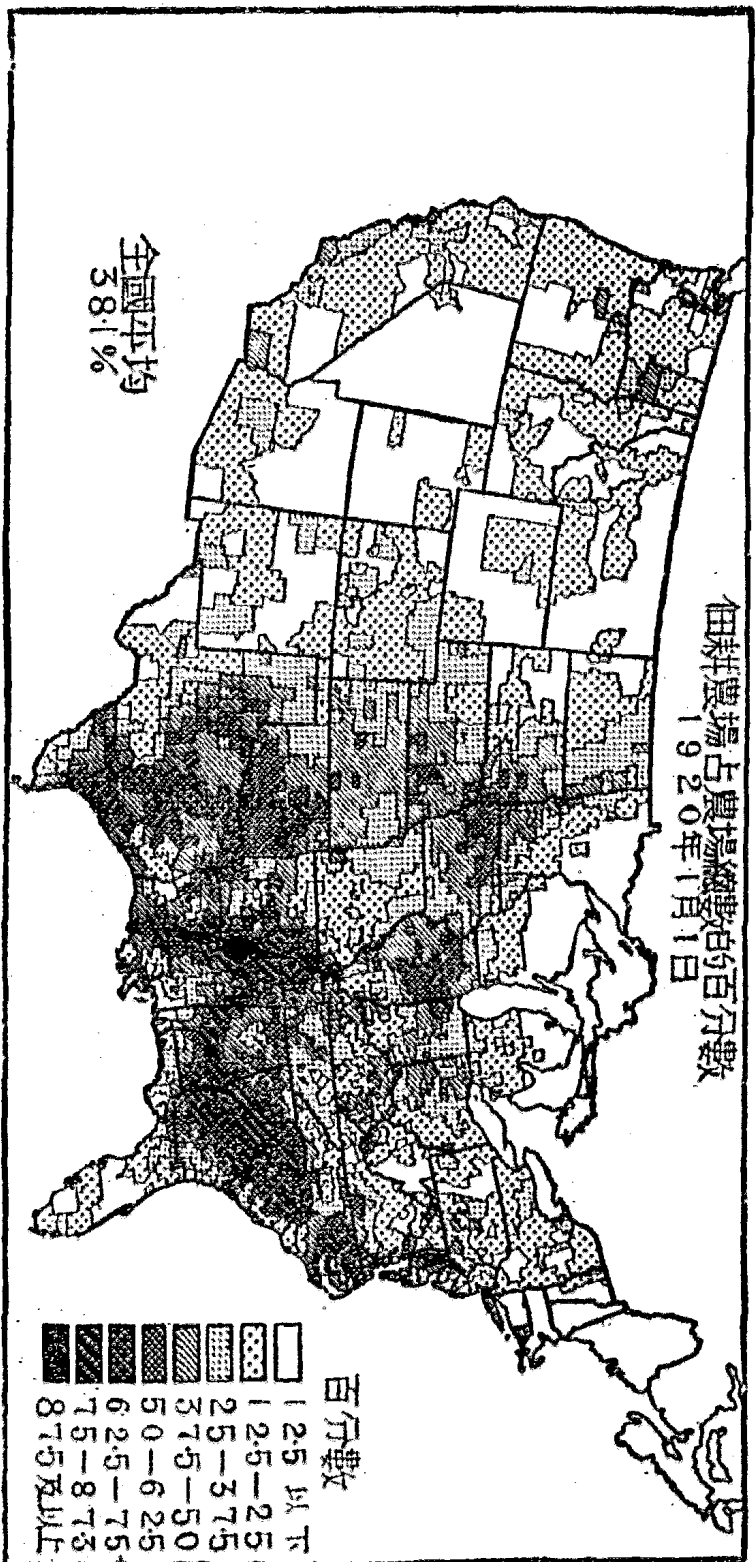 佃耕農場占農場總數的百分數
1920年1月1日
全國平均
38.1%
百分數
12.5 以下
12.5—25
25—37.5
37.5—50
50—62.5
62.5—75
75—87.3
87.5及以上